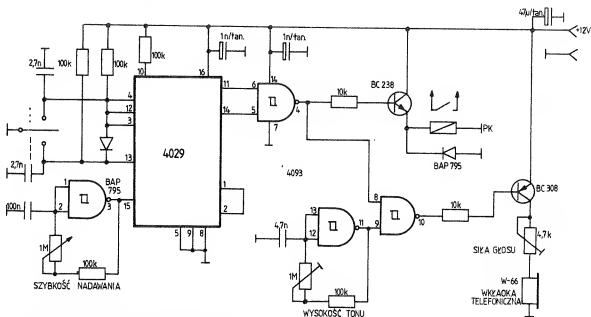 47µ/tan.
+12V
1n/tan.
1n/tan.
2,7n
100k
100k
100k
10
16
14
BC 238
4
12
3
11
6
10k
14
5
4
7
PK
4029
BAP 795
13
4093
2,7n
BAP
795
1
BC 308
100n
1
2
3
15
2
8
10k
4,7n
13
12
11
9
10
5
9
8
4,7k
SIŁA GŁOSU
1M
1M
100k
100k
W-66
WKŁADKA
TELEFONICZNA
SZYBKOŚĆ NADAWANIA
WYSOKOŚĆ TONU